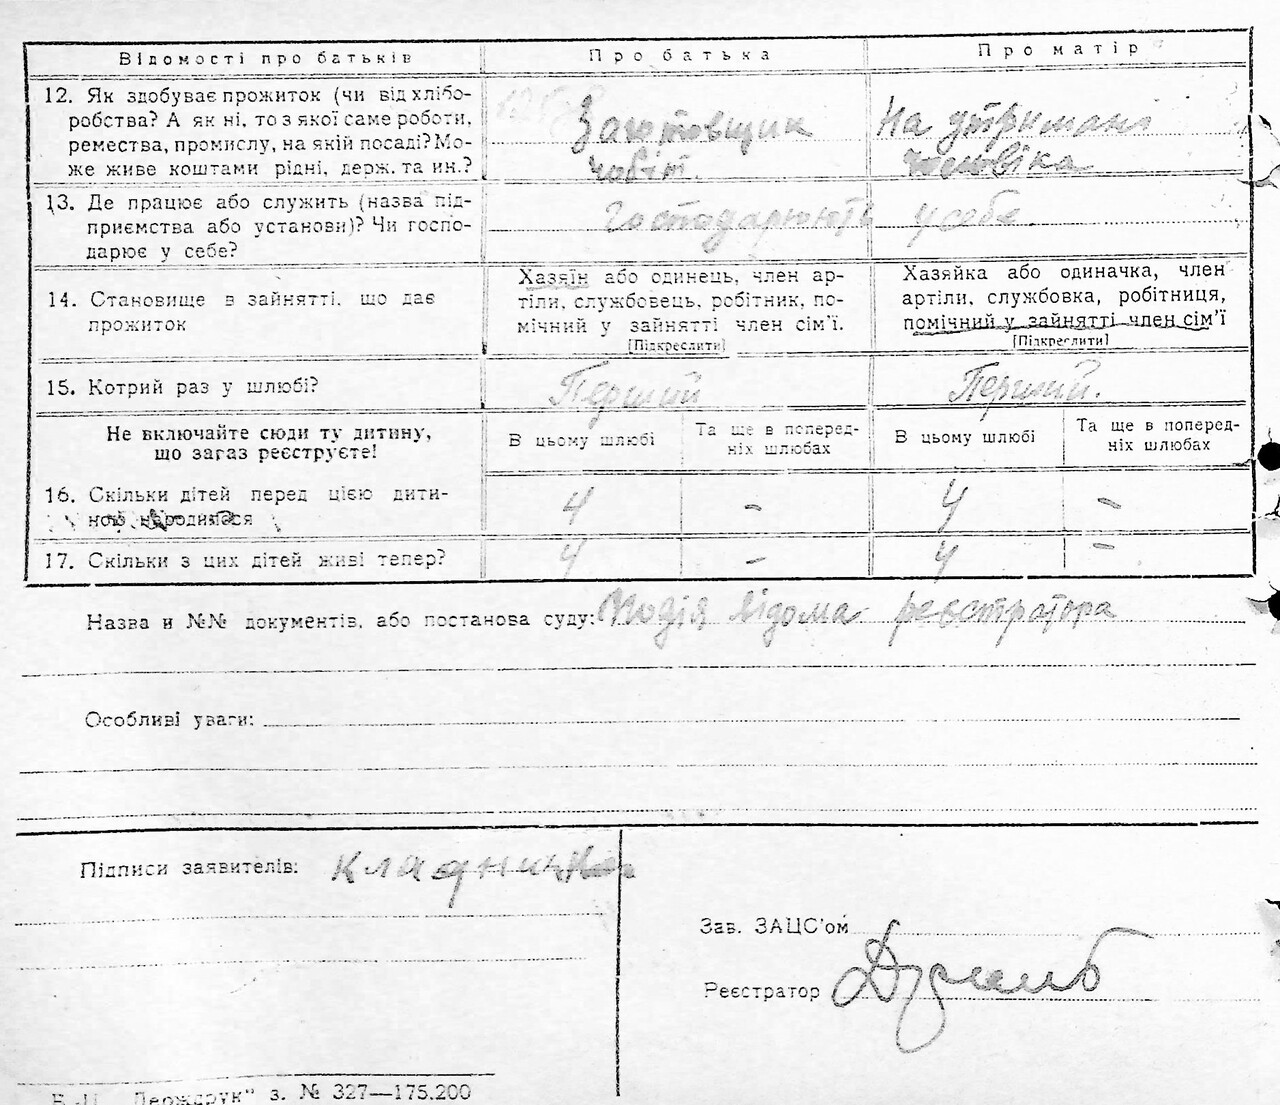 Відомості про батьків Про батька Про матір
12. Як здобуває прожиток (чи від хлібо-
робства? А як ні, то з якої саме роботи,
ремества, промислу, на якій посаді? Мо-
же живе коштами рідні, держ. та ин.?
Заготовщик
чобіт.
На утриманні
чоловіка
13. Де працює або служить (назва під-
приємства або установи)? Чи госпо-
дарює у себе?
Господарюють у себе
14. Становище в зайнятті, що дає
прожиток
Хазяїн або одинець, член ар-
тіли, службовець, робітник, по-
мічний у зайнятті член сім'ї.
[Підкреслити]
Хазяйка або одиначка, член
артіли, службовка, робітниця,
помічний у зайнятті член сім'ї
[Підкреслити]
15. Котрий раз у шлюбі? Перший Перший.
Не включайте сюди ту дитину,
що загаз реєструєте!
В цьому шлюбі
Та ще в поперед-
ніх шлюбах
В цьому шлюбі
Та ще в поперед-
ніх шлюбах
16. Скільки дітей перед цією дити-
ною народилася
4 – 4 –
17. Скільки з цих дітей живі тепер? 4 – 4 –
Назва и №№ документів, або постанова суду: Подія відома реєстратора
Особливі уваги:
Підписи заявителів:
Зав. ЗАЦС'ом
Реєстратор
"Держдрук" з. № 327—175.200